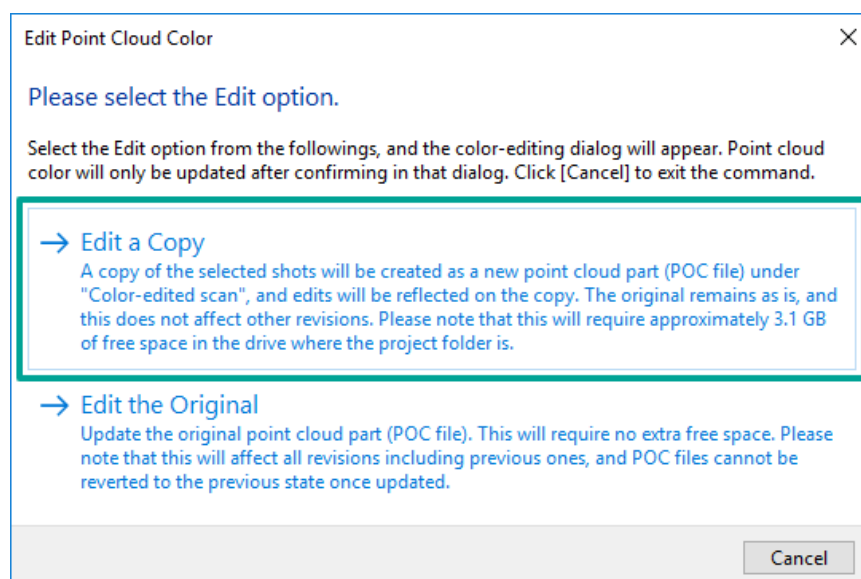 Edit Point Cloud Color
Please select the Edit option.
Select the Edit option from the followings, and the color-editing dialog will appear. Point cloud
color will only be updated after confirming in that dialog. Click [Cancel] to exit the command.
Edit a Copy
A copy of the selected shots will be created as a new point cloud part (POC file) under
"Color-edited scan", and edits will be reflected on the copy. The original remains as is, and
this does not affect other revisions. Please note that this will require approximately 3.1 GB
of free space in the drive where the project folder is.
Edit the Original
Update the original point cloud part (POC file). This will require no extra free space. Please
note that this will affect all revisions including previous ones, and POC files cannot be
reverted to the previous state once updated.
Cancel